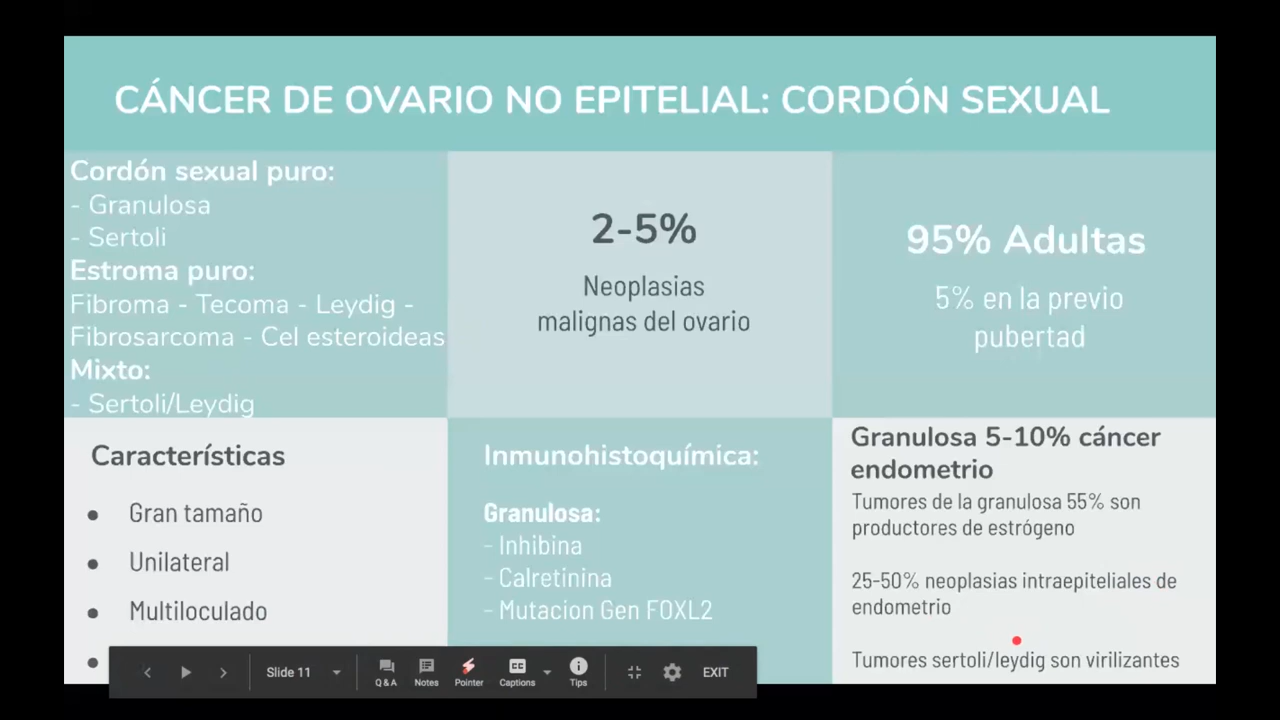 CÁNCER DE OVARIO NO EPITELIAL: CORDÓN SEXUAL
Cordón sexual puro:
- Granulosa
- Sertoli
Estroma puro:
Fibroma - Tecoma - Leydig -
Fibrosarcoma - Cel esteroideas
Mixto:
- Sertoli/Leydig
2-5%
Neoplasias
malignas del ovario
95% Adultas
5% en la previo
pubertad
Características
● Gran tamaño
● Unilateral
● Multiloculado
●
Inmunohistoquímica:
Granulosa:
- Inhibina
- Calretinina
- Mutacion Gen FOXL2
Granulosa 5-10% cáncer
endometrio
Tumores de la granulosa 55% son
productores de estrógeno
25-50% neoplasias intraepiteliales de
endometrio
Tumores sertoli/leydig son virilizantes
Slide 11
Q & A
Notes
Pointer
CC
Captions
Tips
EXIT